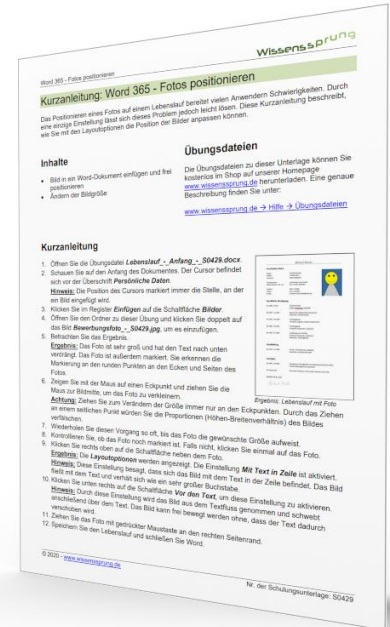 Wissenssprung
Word 365 - Fotos positionieren
Kurzanleitung: Word 365 - Fotos positionieren
Das Positionieren eines Fotos auf einem Lebenslauf bereitet vielen Anwendern Schwierigkeiten. Durch
eine einzige Einstellung lässt sich dieses Problem jedoch leicht lösen. Diese Kurzanleitung beschreibt,
wie Sie mit den Layoutoptionen die Position der Bilder anpassen können.
Inhalte
• Bild in ein Word-Dokument einfügen und frei
positionieren
• Ändern der Bildgröße
Übungsdateien
Die Übungsdateien zu dieser Unterlage können Sie
kostenlos im Shop auf unserer Homepage
www.wissenssprung.de herunterladen. Eine genaue
Beschreibung finden Sie unter:
www.wissenssprung.de → Hilfe → Übungsdateien
Kurzanleitung
1. Öffnen Sie die Übungsdatei Lebenslauf_-_Anfang_-_S0429.docx.
2. Schauen Sie auf den Anfang des Dokumentes. Der Cursor befindet
sich vor der Überschrift Persönliche Daten.
Hinweis: Die Position des Cursors markiert immer die Stelle, an der
ein Bild eingefügt wird.
3. Klicken Sie im Register Einfügen auf die Schaltfläche Bilder.
4. Öffnen Sie den Ordner zu dieser Übung und klicken Sie doppelt auf
das Bild Bewerbungsfoto_-_S0429.jpg, um es einzufügen.
5. Betrachten Sie das Ergebnis.
Ergebnis: Das Foto ist sehr groß und hat den Text nach unten
verdrängt. Das Foto ist außerdem markiert. Sie erkennen die
Markierung an den runden Punkten an den Ecken und Seiten des
Fotos.
6. Zeigen Sie mit der Maus auf einen Eckpunkt und ziehen Sie die
Maus zur Bildmitte, um das Foto zu verkleinern.
Achtung: Ziehen Sie zum Verändern der Größe immer nur an den Eckpunkten. Durch das Ziehen
an einem seitlichen Punkt würden Sie die Proportionen (Höhen-Breitenverhältnis) des Bildes
verfälschen.
7. Wiederholen Sie diesen Vorgang so oft, bis das Foto die gewünschte Größe aufweist.
8. Kontrollieren Sie, ob das Foto noch markiert ist. Falls nicht, klicken Sie einmal auf das Foto.
9. Klicken Sie rechts oben auf die Schaltfläche neben dem Foto.
Ergebnis: Die Layoutoptionen werden angezeigt. Die Einstellung Mit Text in Zeile ist aktiviert.
Hinweis: Diese Einstellung besagt, dass sich das Bild mit dem Text in der Zeile befindet. Das Bild
fließt mit dem Text und verhält sich wie ein sehr großer Buchstabe.
10. Klicken Sie unten rechts auf die Schaltfläche Vor den Text, um diese Einstellung zu aktivieren.
Hinweis: Durch diese Einstellung wird das Bild aus dem Textfluss genommen und schwebt
anschließend über dem Text. Das Bild kann frei bewegt werden ohne, dass der Text dadurch
verschoben wird.
11. Ziehen Sie das Foto mit gedrückter Maustaste an den rechten Seitenrand.
12. Speichern Sie den Lebenslauf und schließen Sie Word.
Ergebnis: Lebenslauf mit Foto
© 2020 - www.wissenssprung.de
Nr. der Schulungsunterlage: S0429